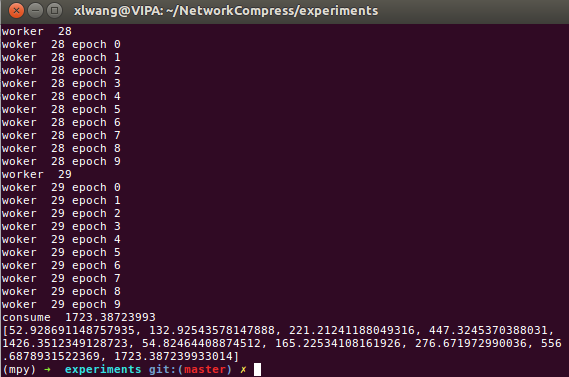 xlwang@VIPA: ~/NetworkCompress/experiments
worker  28
woker  28 epoch 0
woker  28 epoch 1
woker  28 epoch 2
woker  28 epoch 3
woker  28 epoch 4
woker  28 epoch 5
woker  28 epoch 6
woker  28 epoch 7
woker  28 epoch 8
woker  28 epoch 9
worker  29
woker  29 epoch 0
woker  29 epoch 1
woker  29 epoch 2
woker  29 epoch 3
woker  29 epoch 4
woker  29 epoch 5
woker  29 epoch 6
woker  29 epoch 7
woker  29 epoch 8
woker  29 epoch 9
consume  1723.38723993
[52.928691148757935, 132.92543578147888, 221.21241188049316, 447.3245370388031,
1426.3512349128723, 54.82464408874512, 165.22534108161926, 276.671972990036, 556
.6878931522369, 1723.387239933014]
(mpy) ➜  experiments git:(master) ✗